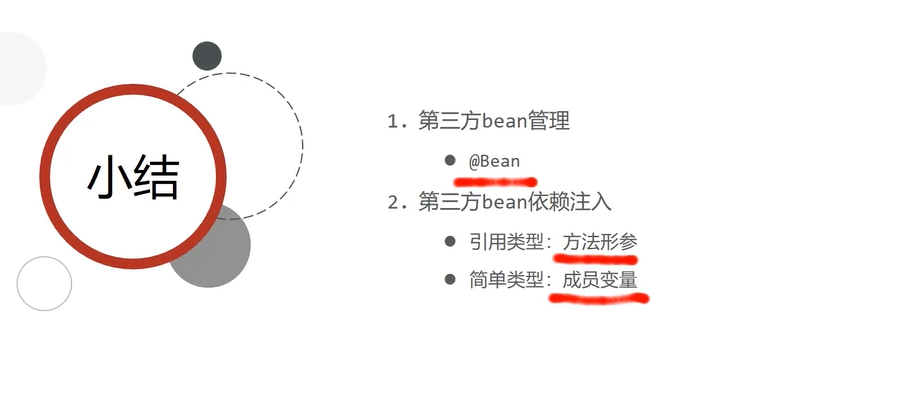 小结
1. 第三方bean管理
● @Bean
2. 第三方bean依赖注入
● 引用类型：方法形参
● 简单类型：成员变量